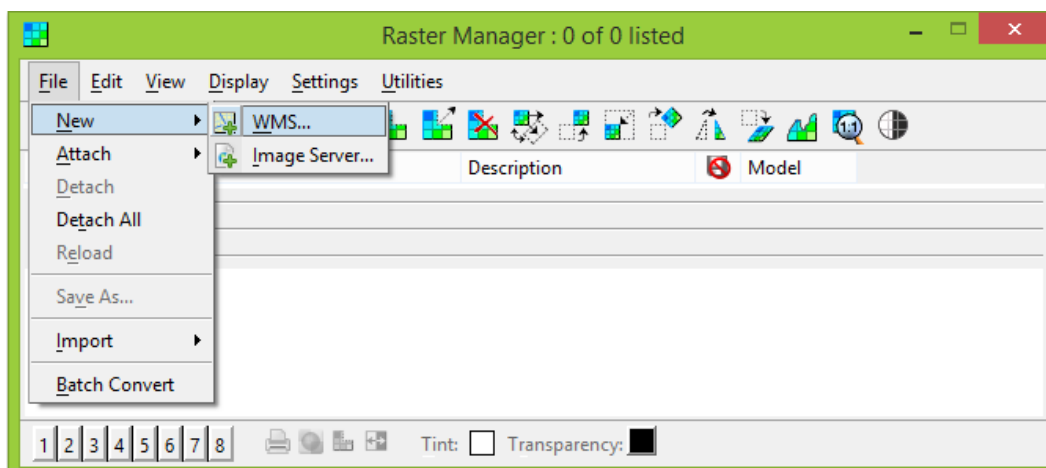 Raster Manager : 0 of 0 listed
File Edit View Display Settings Utilities
New
WMS...
1:1
Attach
Image Server...
Description
Model
Detach
Detach All
Reload
Save As...
Import
Batch Convert
1 2 3 4 5 6 7 8
Tint:
Transparency: